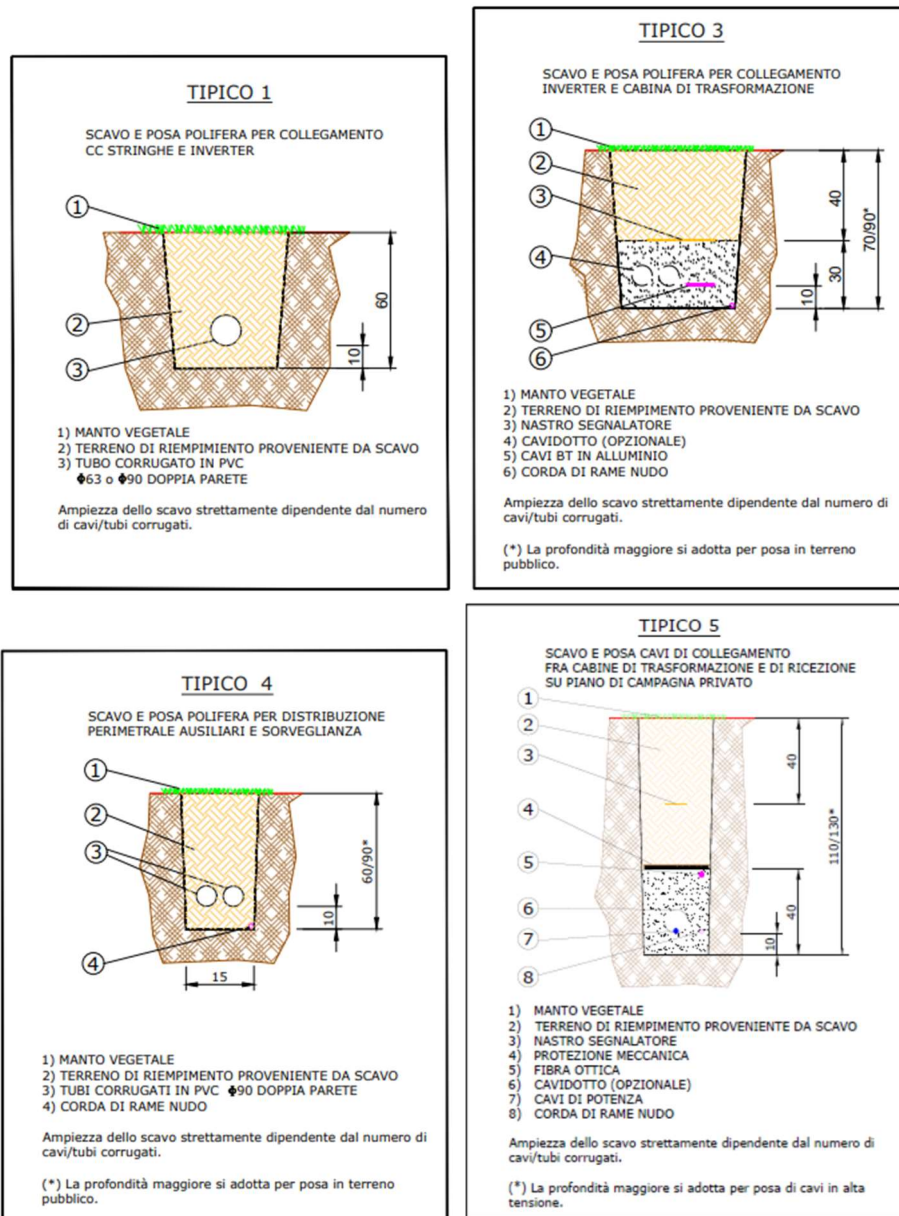 TIPICO 1
SCAVO E POSA POLIFERA PER COLLEGAMENTO
CC STRINGHE E INVERTER
1
2
3
60
10
1) MANTO VEGETALE
2) TERRENO DI RIEMPIMIENTO PROVENIENTE DA SCAVO
3) TUBO CORRUGATO IN PVC
Φ63 o Φ90 DOPPIA PARETE
Ampiezza dello scavo strettamente dipendente dal numero
di cavi/tubi corrugati.
TIPICO 3
SCAVO E POSA POLIFERA PER COLLEGAMENTO
INVERTER E CABINA DI TRASFORMAZIONE
1
2
3
4
5
6
40
30
10
70/90*
1) MANTO VEGETALE
2) TERRENO DI RIEMPIMENTO PROVENIENTE DA SCAVO
3) NASTRO SEGNALATORE
4) CAVIDOTTO (OPZIONALE)
5) CAVI BT IN ALLUMINIO
6) CORDA DI RAME NUDO
Ampiezza dello scavo strettamente dipendente dal numero di
cavi/tubi corrugati.
(*) La profondità maggiore si adotta per posa in terreno
pubblico.
TIPICO 4
SCAVO E POSA POLIFERA PER DISTRIBUZIONE
PERIMETRALE AUSILIARI E SORVEGLIANZA
1
2
3
4
60/90*
10
15
1) MANTO VEGETALE
2) TERRENO DI RIEMPIMENTO PROVENIENTE DA SCAVO
3) TUBI CORRUGATI IN PVC Φ90 DOPPIA PARETE
4) CORDA DI RAME NUDO
Ampiezza dello scavo strettamente dipendente dal numero di
cavi/tubi corrugati.
(*) La profondità maggiore si adotta per posa in terreno
pubblico.
TIPICO 5
SCAVO E POSA CAVI DI COLLEGAMENTO
FRA CABINE DI TRASFORMAZIONE E DI RICEZIONE
SU PIANO DI CAMPAGNA PRIVATO
1
2
3
4
5
6
7
8
40
110/130*
40
10
1) MANTO VEGETALE
2) TERRENO DI RIEMPIMENTO PROVENIENTE DA SCAVO
3) NASTRO SEGNALATORE
4) PROTEZIONE MECCANICA
5) FIBRA OTTICA
6) CAVIDOTTO (OPZIONALE)
7) CAVI DI POTENZA
8) CORDA DI RAME NUDO
Ampiezza dello scavo strettamente dipendente dal numero di
cavi/tubi corrugati.
(*) La profondità maggiore si adotta per posa di cavi in alta
tensione.